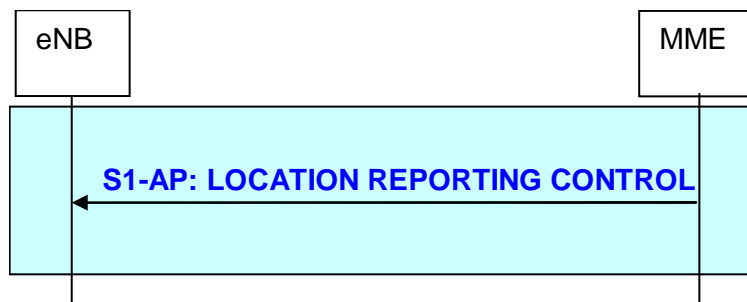 eNB
MME
S1-AP: LOCATION REPORTING CONTROL